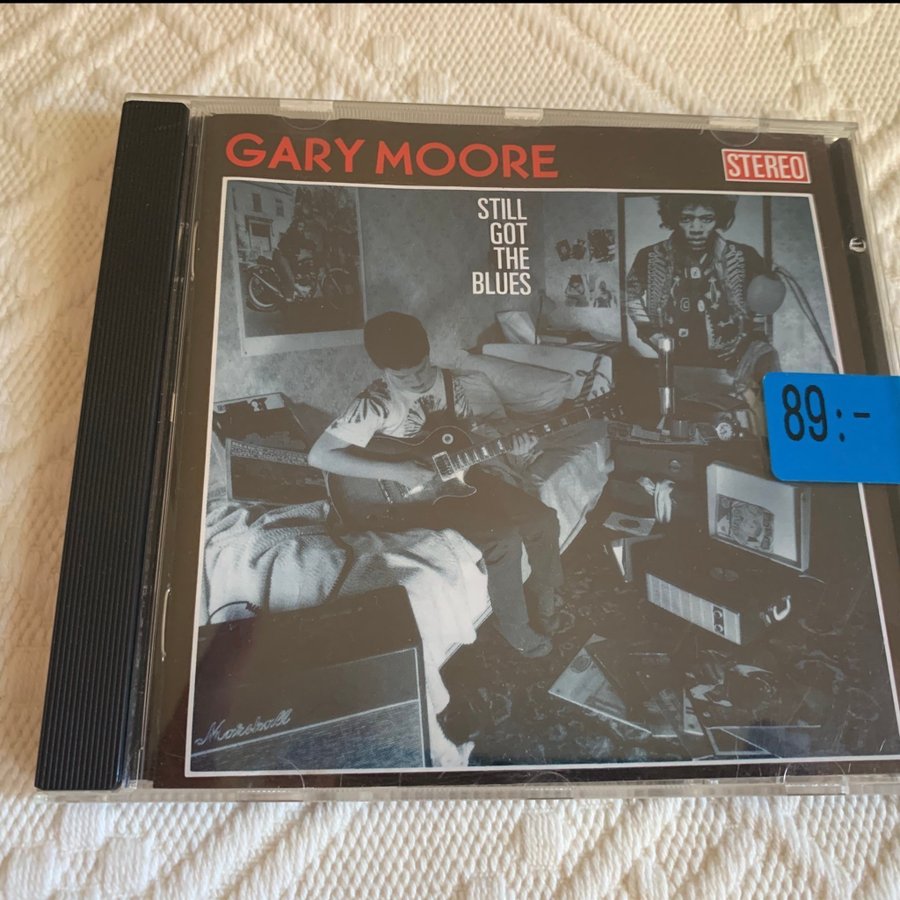 GARY MOORE
STEREO
STILL
GOT
THE
BLUES
89:-
Marshall